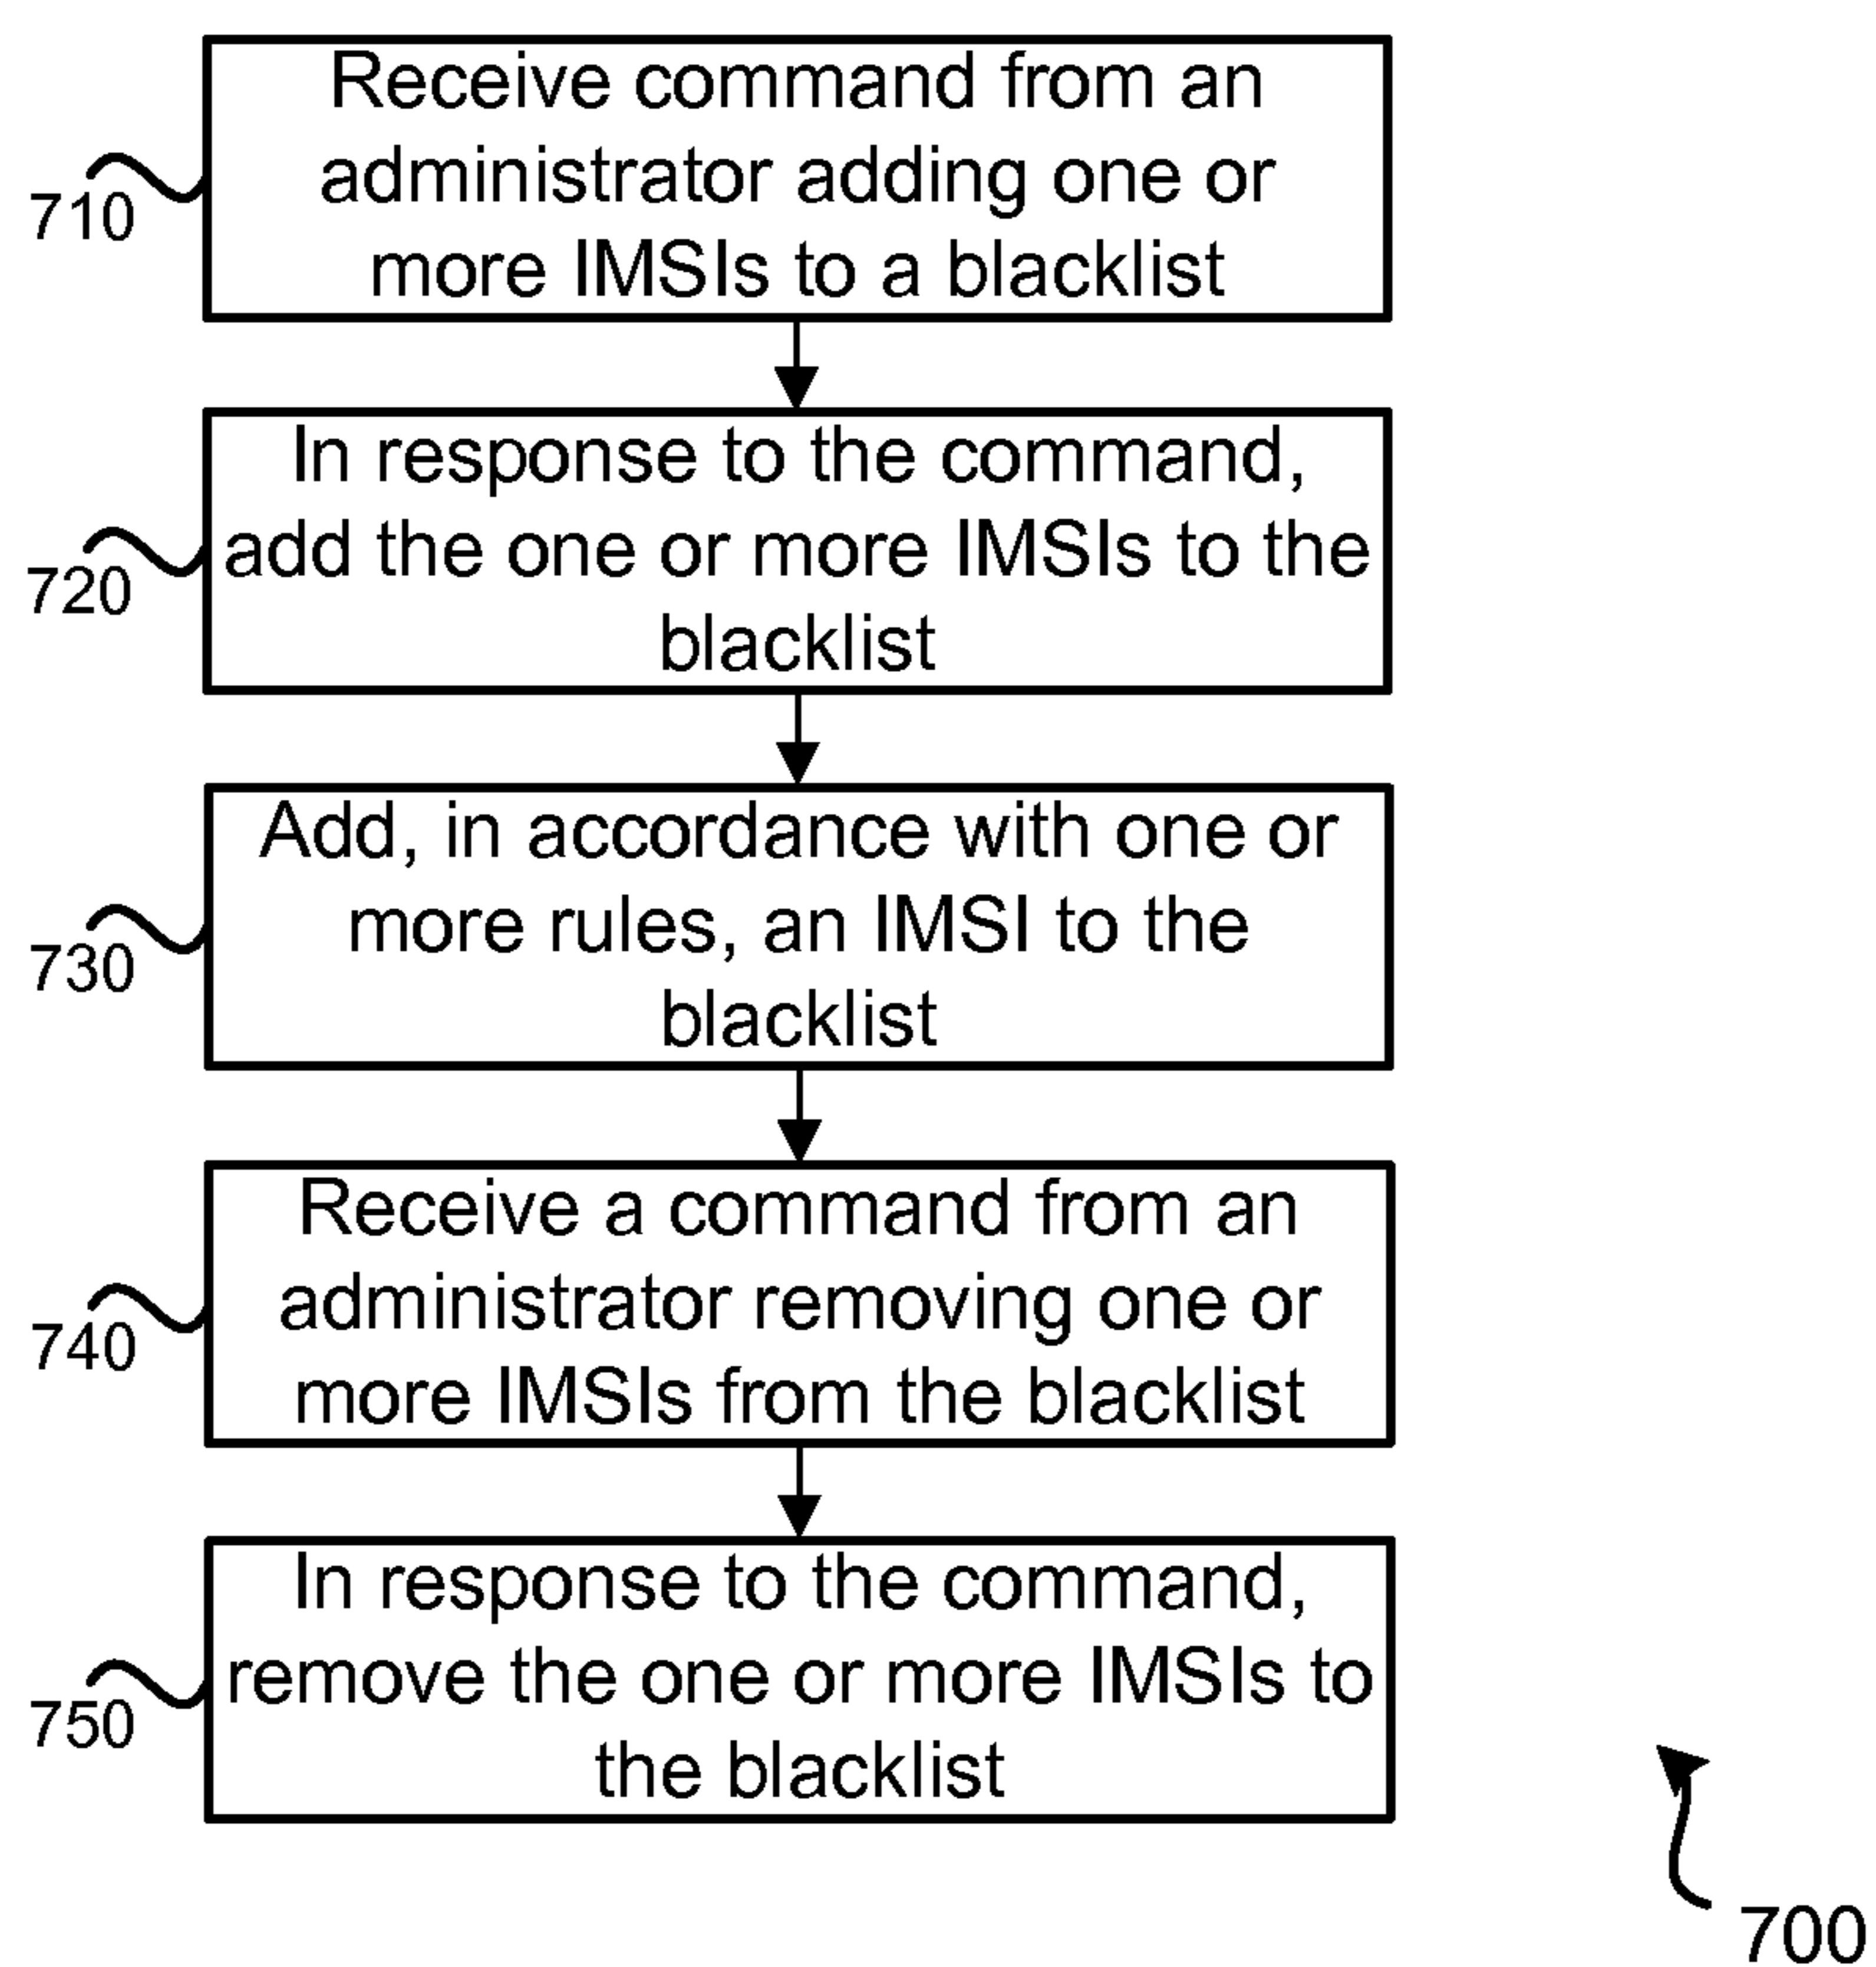 Receive command from an
administrator adding one or
more IMSIs to a blacklist
710
In response to the command,
add the one or more IMSIs to the
blacklist
720
Add, in accordance with one or
more rules, an IMSI to the
blacklist
730
Receive a command from an
administrator removing one or
more IMSIs from the blacklist
740
In response to the command,
remove the one or more IMSIs to
the blacklist
750
700